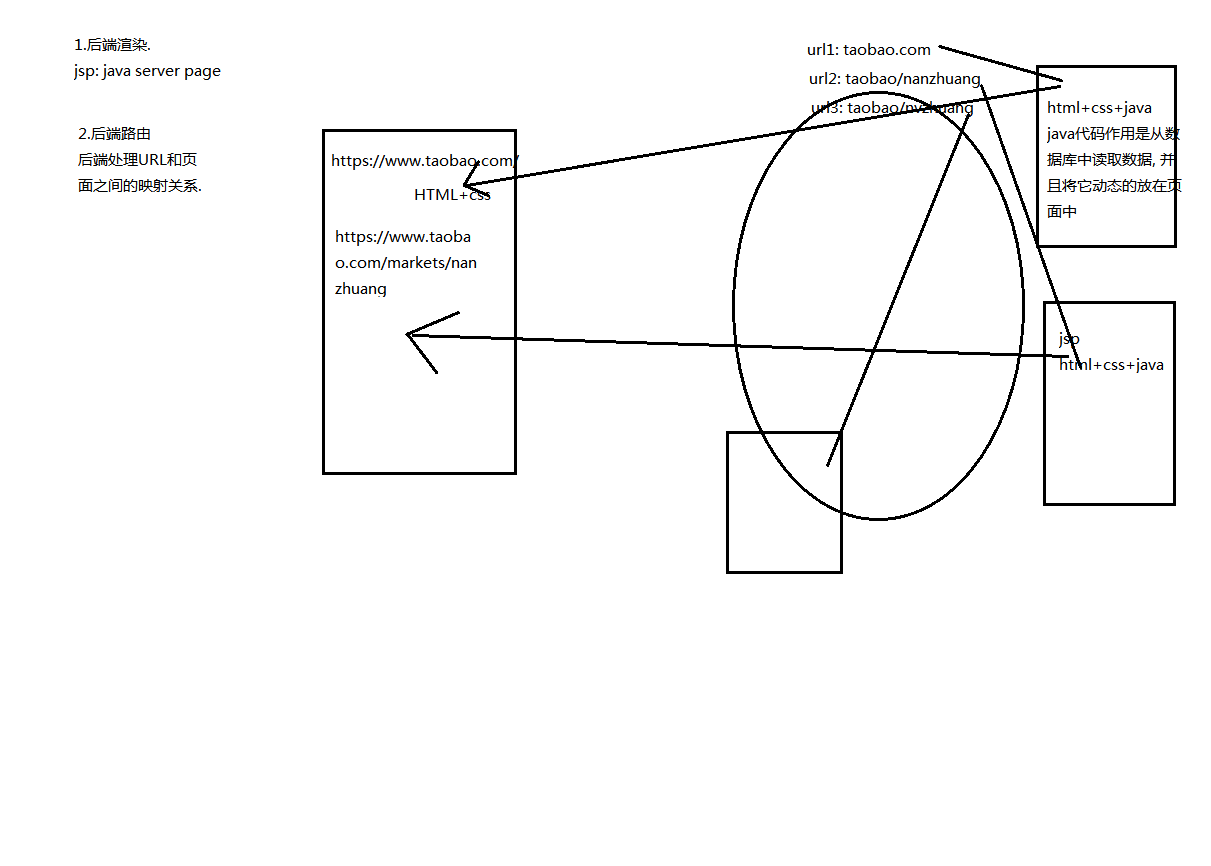 1.后端渲染.
jsp: java server page
2.后端路由
后端处理URL和页
面之间的映射关系.
https://www.taobao.com/
HTML+css
https://www.taoba
o.com/markets/nan
zhuang
url1: taobao.com
url2: taobao/nanzhuang
url3: taobao/nvzhuang
html+css+java
java代码作用是从数
据库中读取数据, 并
且将它动态的放在页
面中
jsp
html+css+java